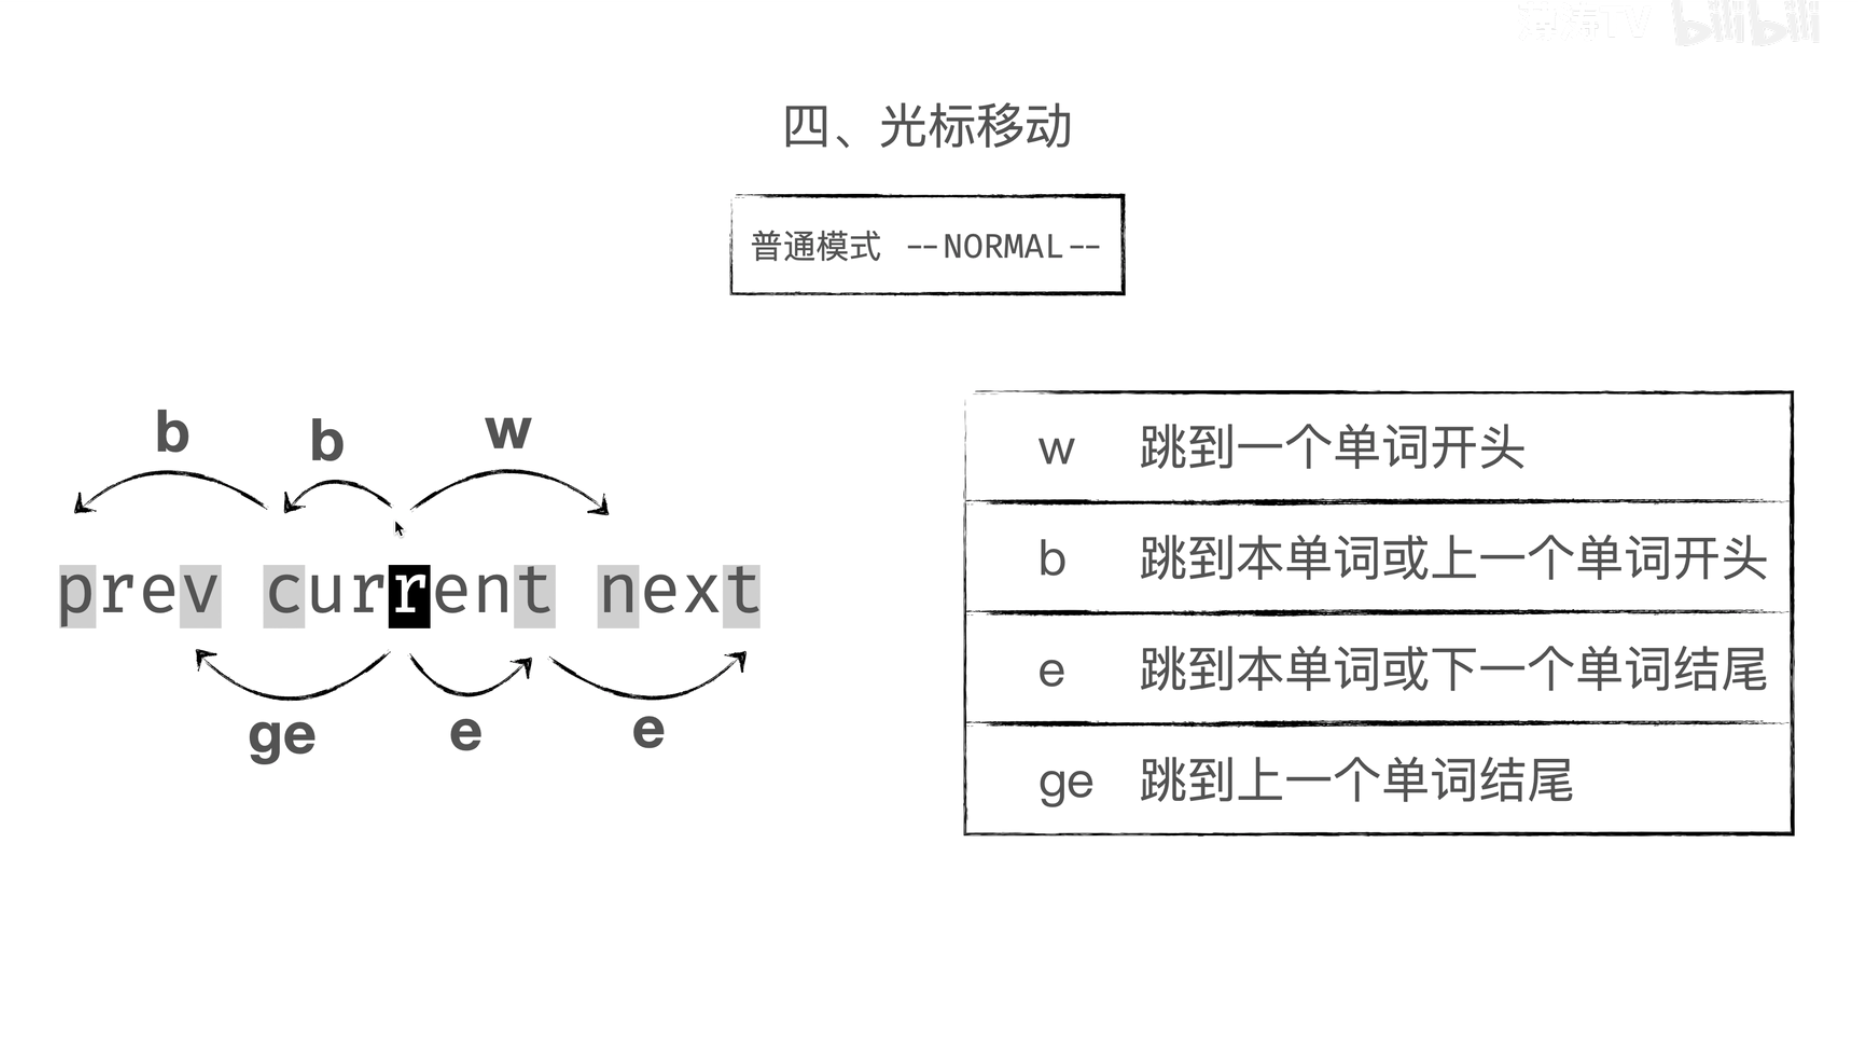 bilibili
四、光标移动
普通模式 --NORMAL--
b b w
prev current next
ge e e
w 跳到一个单词开头
b 跳到本单词或上一个单词开头
e 跳到本单词或下一个单词结尾
ge 跳到上一个单词结尾